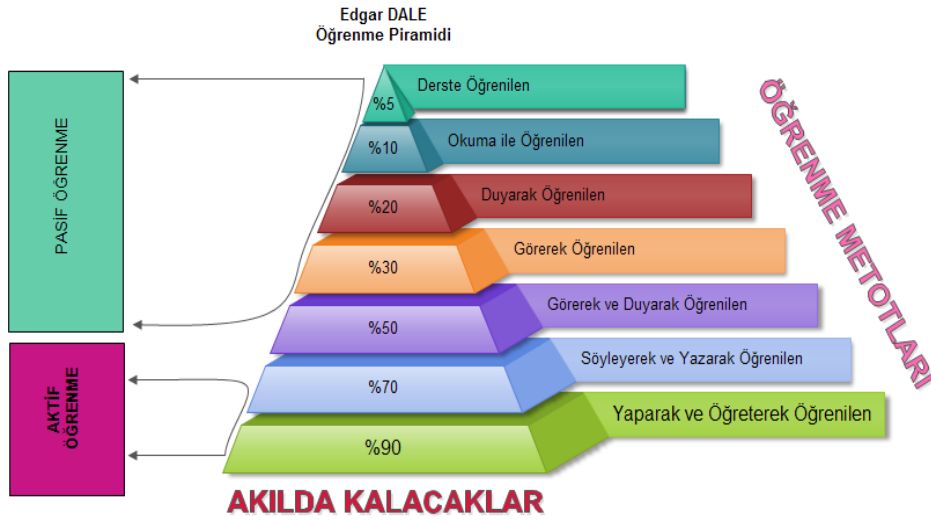 Edgar DALE
Öğrenme Piramidi
PASİF ÖĞRENME
AKTİF
ÖĞRENME
%5
Derste Öğrenilen
%10
Okuma ile Öğrenilen
%20
Duyarak Öğrenilen
%30
Görerek Öğrenilen
%50
Görerek ve Duyarak Öğrenilen
%70
Söyleyerek ve Yazarak Öğrenilen
%90
Yaparak ve Öğreterek Öğrenilen
ÖĞRENME METOTLARI
AKILDA KALACAKLAR